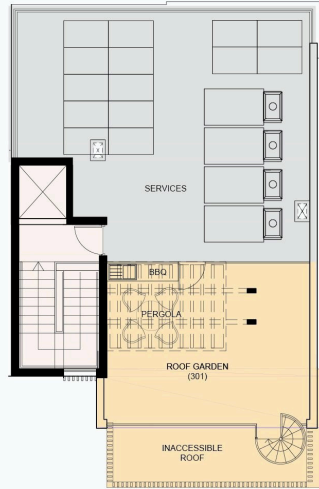 SERVICES
BBQ
PERGOLA
ROOF GARDEN
(301)
INACCESSIBLE
ROOF